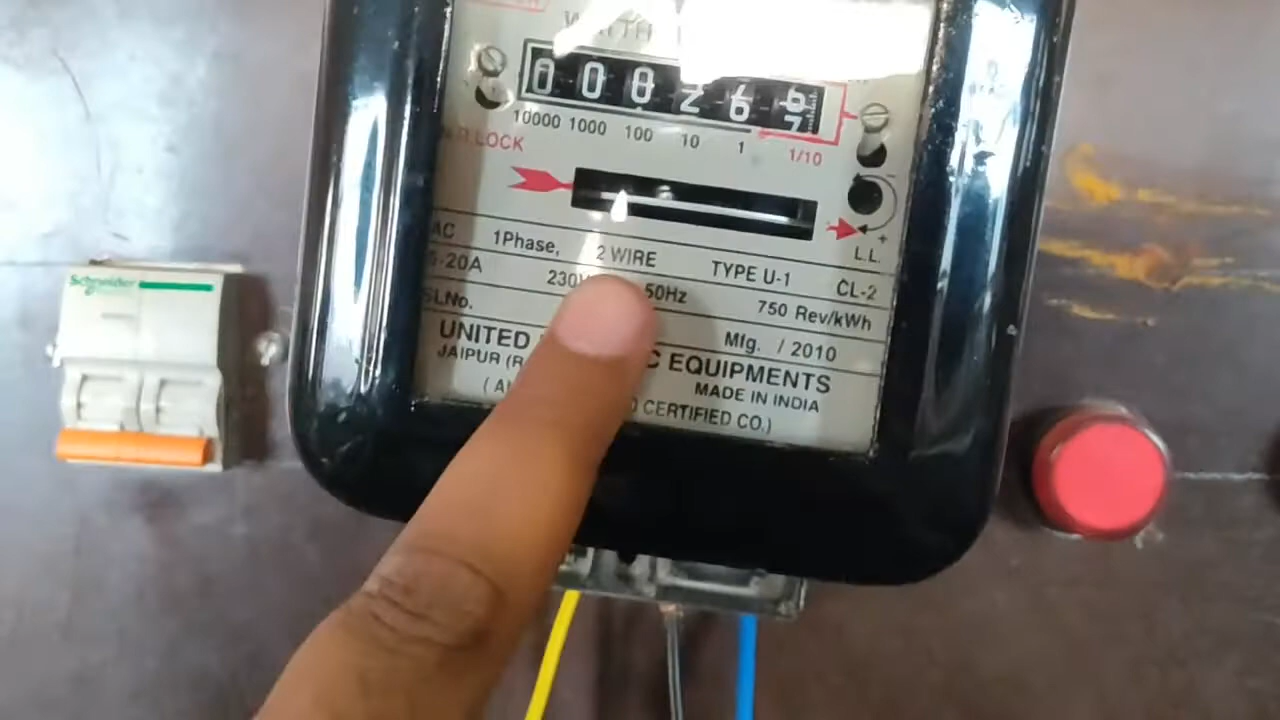 WATTH
0 0 0 8 2 6 6
10000 1000 100 10 1 1/10
LOCK
AC 1Phase, 2 WIRE TYPE U-1 CL-2
L.L.
-20A 230V 50Hz 750 Rev/kWh
SLNo. Mfg. / 2010
UNITED EQUIPMENTS
JAIPUR MADE IN INDIA
CERTIFIED CO.)
Schneider